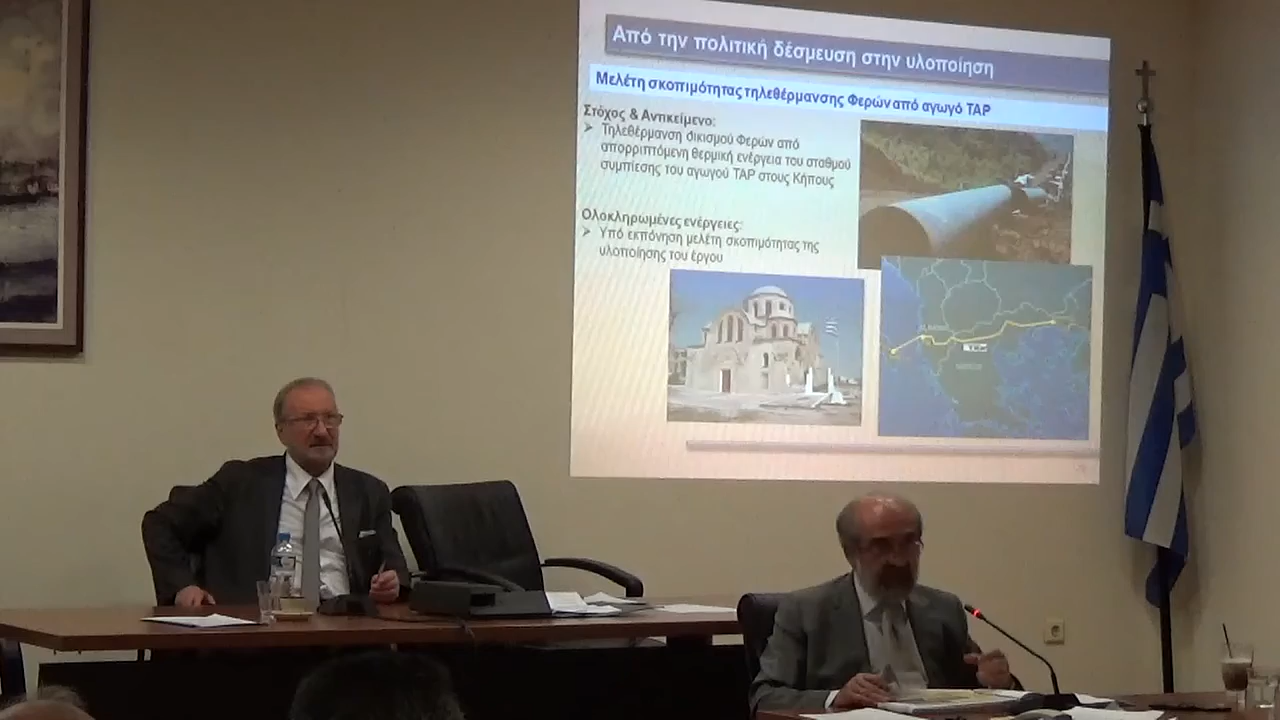 Από την πολιτική δέσμευση στην υλοποίηση
Μελέτη σκοπιμότητας τηλεθέρμανσης Φερών από αγωγό TAP
Στόχος & Αντικείμενο:
Τηλεθέρμανση οικισμού Φερών από
απορριπτόμενη θερμική ενέργεια του σταθμού
συμπίεσης του αγωγού TAP στους Κήπους
Ολοκληρωμένες ενέργειες:
Υπό εκπόνηση μελέτη σκοπιμότητας της
υλοποίησης του έργου